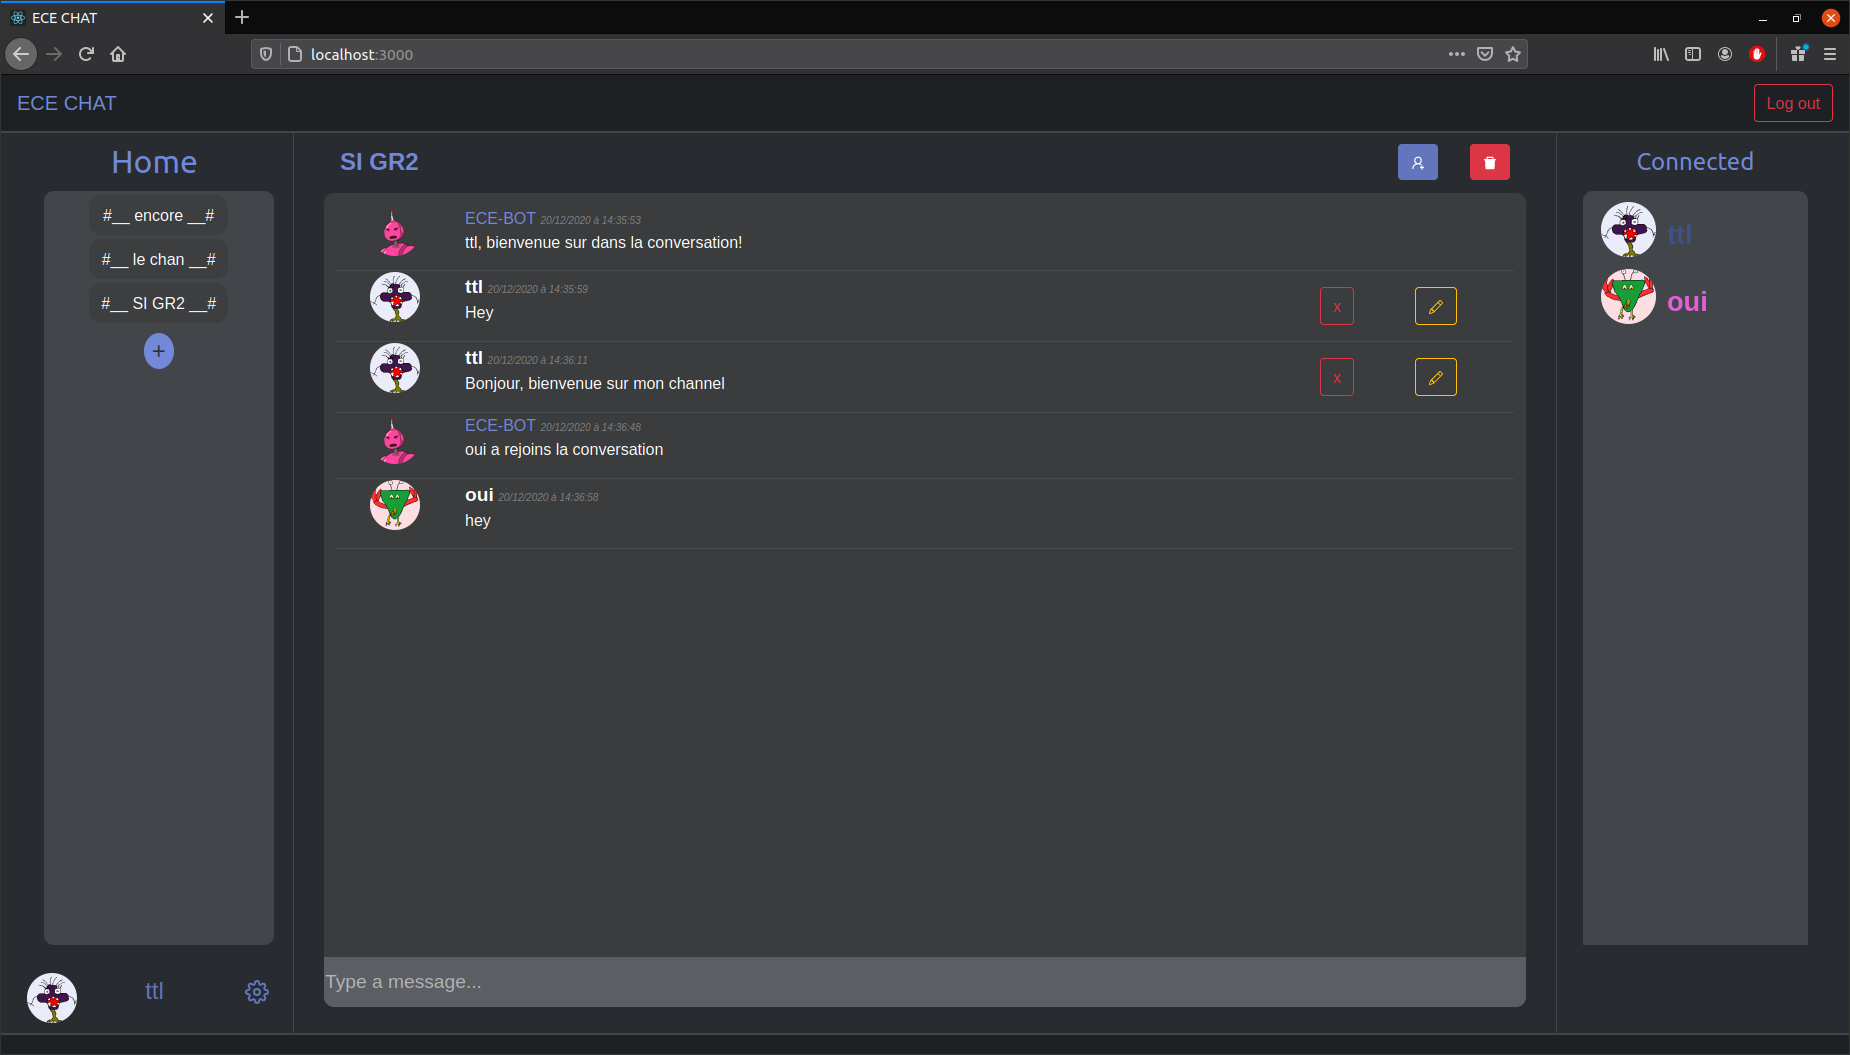 ECE CHAT
localhost:3000
ECE CHAT
Log out
Home
#__ encore __#
#__ le chan __#
#__ SI GR2 __#
+
ttl
SI GR2
ECE-BOT 20/12/2020 à 14:35:53
ttl, bienvenue sur dans la conversation!
ttl 20/12/2020 à 14:35:59
Hey
x
ttl 20/12/2020 à 14:36:11
Bonjour, bienvenue sur mon channel
x
ECE-BOT 20/12/2020 à 14:36:48
oui a rejoins la conversation
oui 20/12/2020 à 14:36:58
hey
Type a message...
Connected
ttl
oui